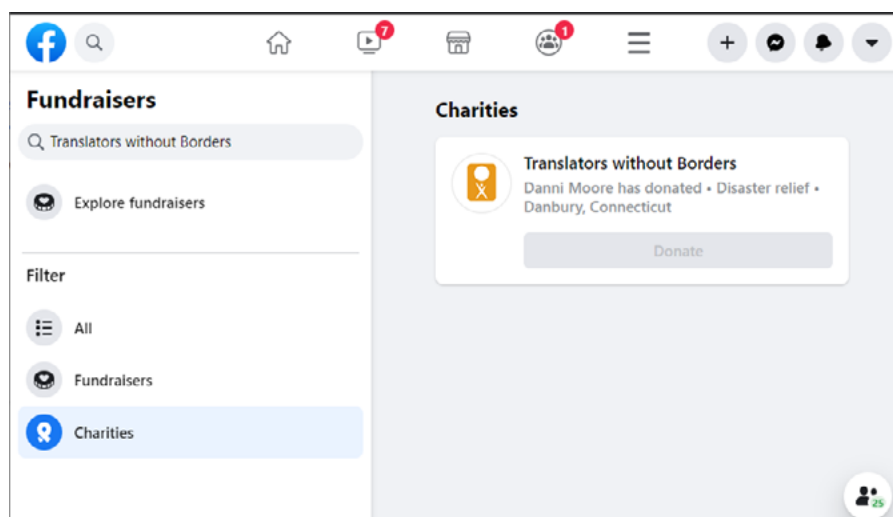 7
1
Fundraisers
Translators without Borders
Explore fundraisers
Filter
All
Fundraisers
Charities
Charities
Translators without Borders
Danni Moore has donated • Disaster relief •
Danbury, Connecticut
Donate
25